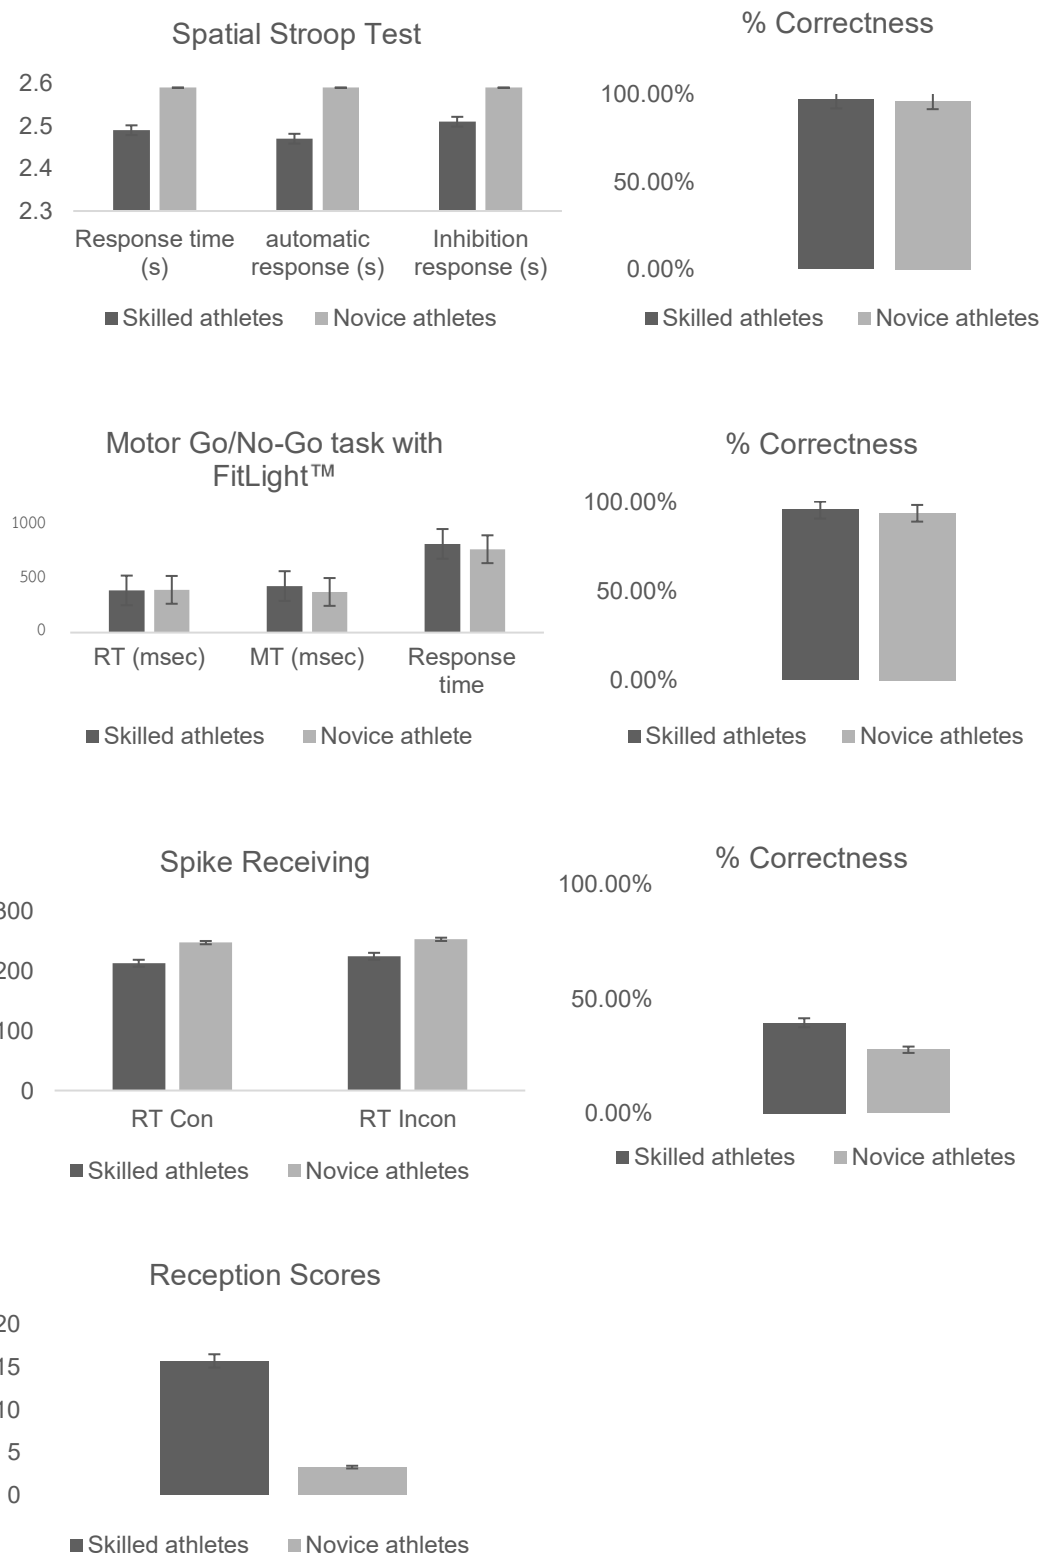 Spatial Stroop Test
2.6
2.5
2.4
2.3
Response time
(s)
automatic
response (s)
Inhibition
response (s)
Skilled athletes
Novice athletes
% Correctness
100.00%
50.00%
0.00%
Skilled athletes
Novice athletes
Motor Go/No-Go task with
FitLight™
1000
500
0
RT (msec)
MT (msec)
Response
time
Skilled athletes
Novice athlete
% Correctness
100.00%
50.00%
0.00%
Skilled athletes
Novice athletes
Spike Receiving
300
200
100
0
RT Con
RT Incon
Skilled athletes
Novice athletes
% Correctness
100.00%
50.00%
0.00%
Skilled athletes
Novice athletes
Reception Scores
20
15
10
5
0
Skilled athletes
Novice athletes